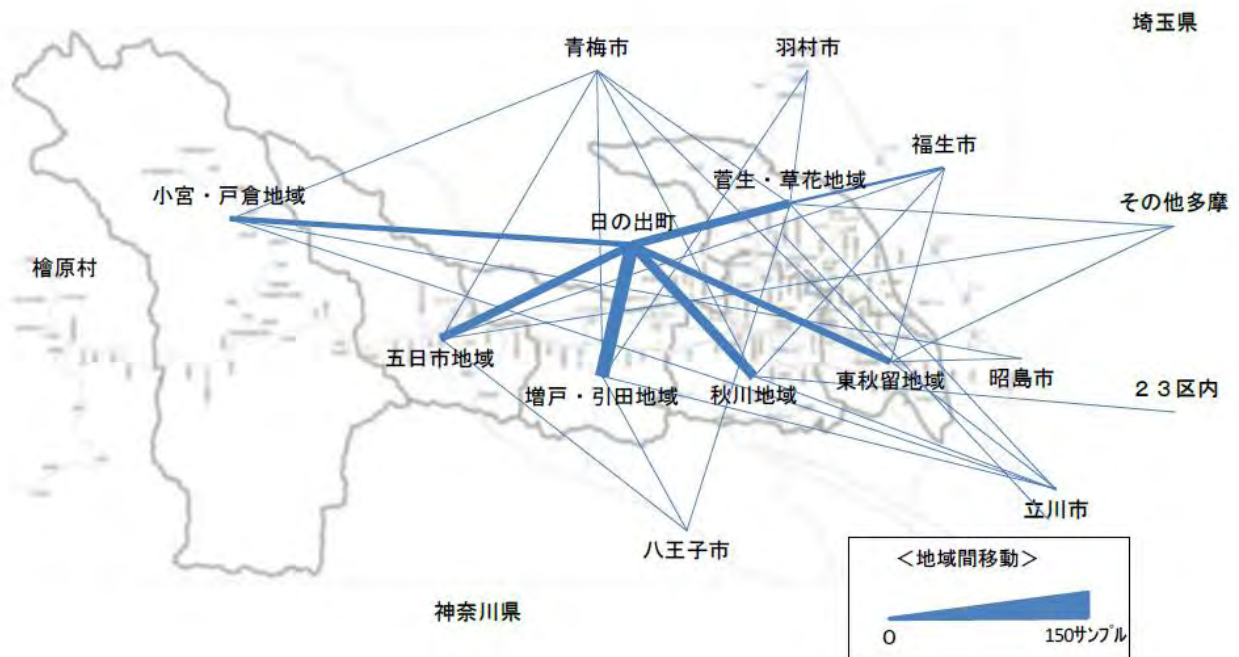 埼玉県
青梅市
羽村市
福生市
菅生・草花地域
小宮・戸倉地域
その他多摩
日の出町
檜原村
五日市地域
増戸・引田地域
秋川地域
東秋留地域
昭島市
２３区内
立川市
八王子市
神奈川県
＜地域間移動＞
0
150サンプル